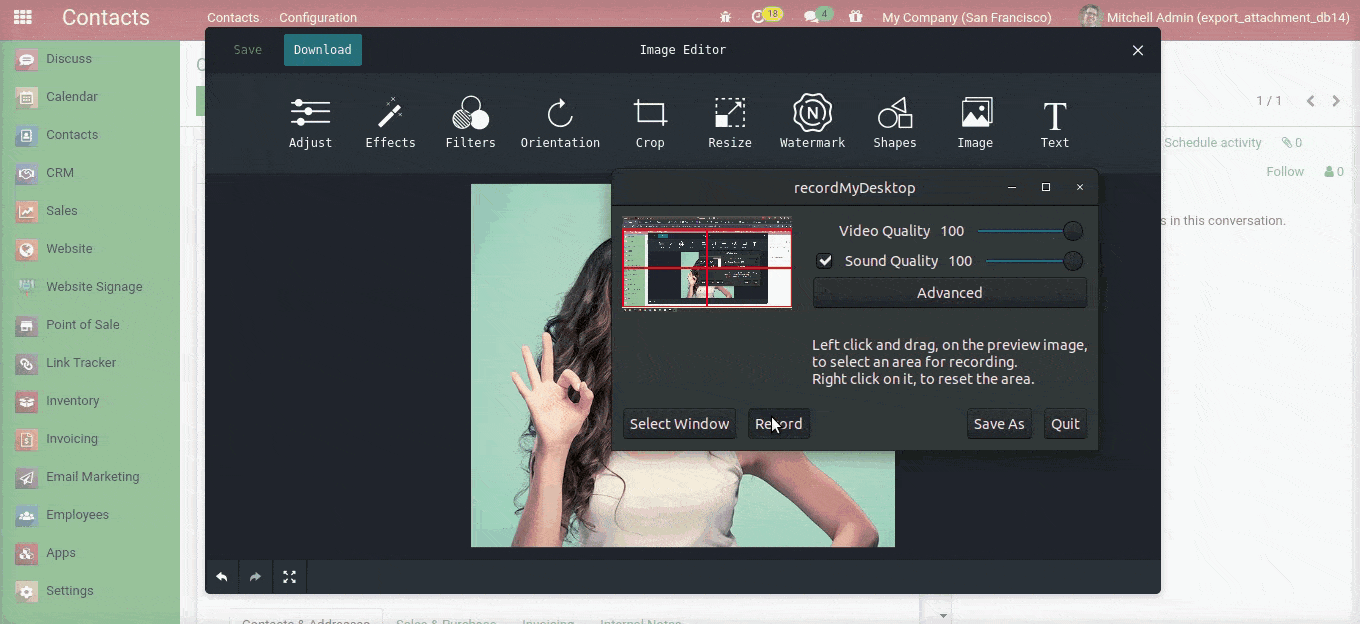 Contacts
Contacts Configuration
18
4
My Company (San Francisco)
Mitchell Admin (export_attachment_db14)
Save Download Image Editor
Adjust Effects Filters Orientation Crop Resize Watermark Shapes Image Text
N
T
1 / 1
Schedule activity 0
Follow 0
s in this conversation.
Discuss
Calendar
Contacts
CRM
Sales
Website
Website Signage
Point of Sale
Link Tracker
Inventory
Invoicing
Email Marketing
Employees
Apps
Settings
recordMyDesktop
Video Quality 100
Sound Quality 100
Advanced
Left click and drag, on the preview image,
to select an area for recording.
Right click on it, to reset the area.
Select Window Record Save As Quit
Contacts & Addresses Sales & Purchase Invoicing Internal Notes